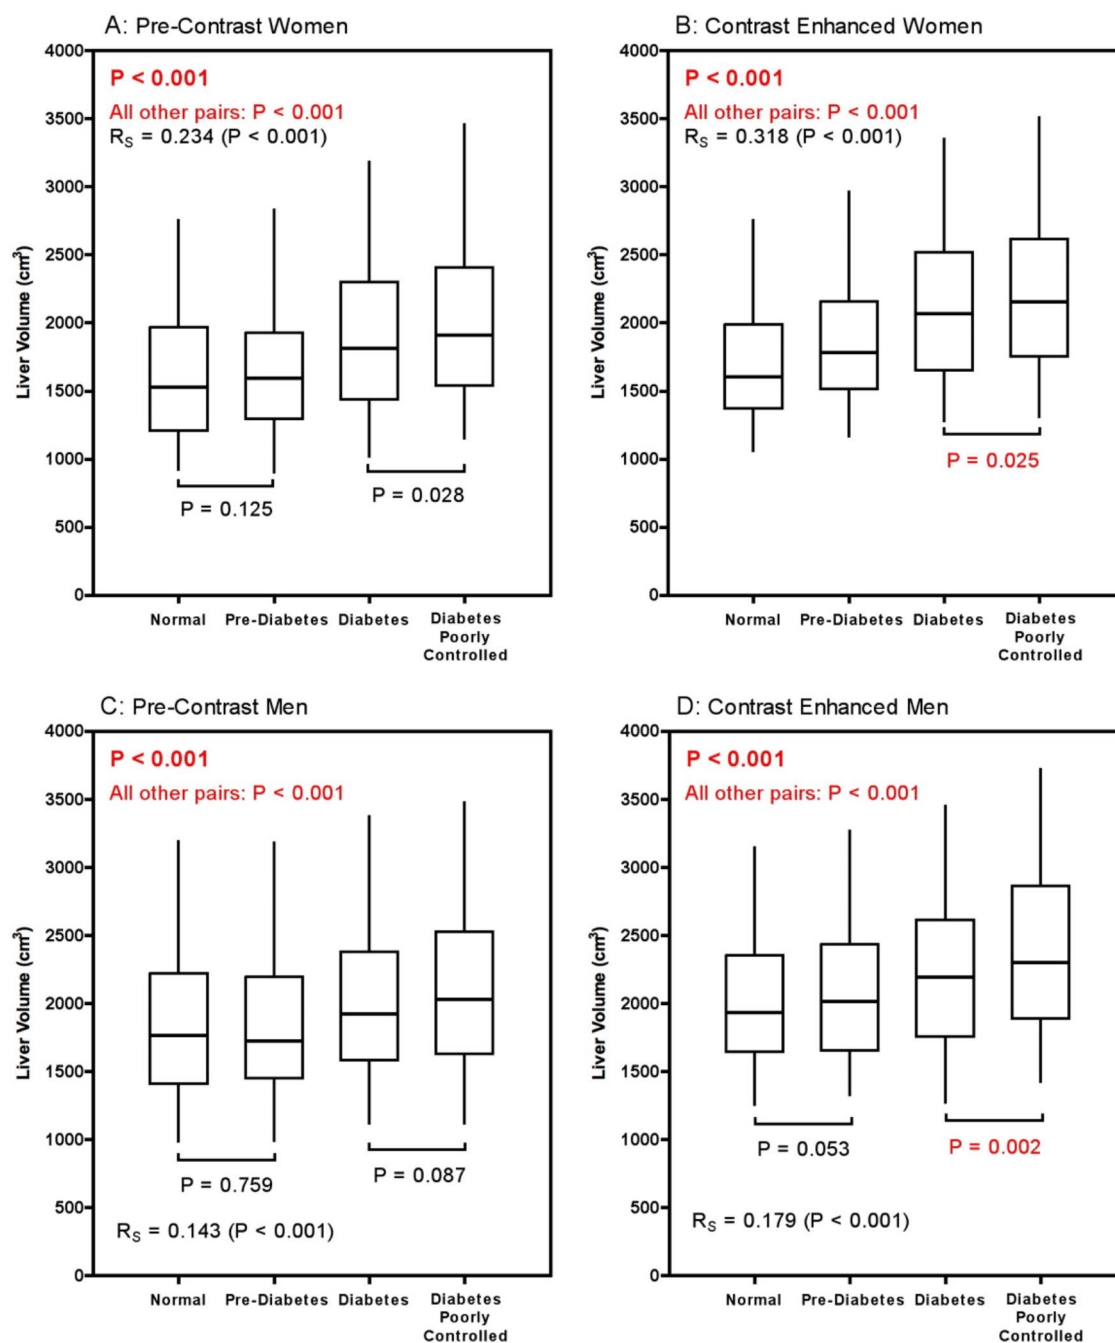 A: Pre-Contrast Women
P < 0.001
All other pairs: P < 0.001
R_S = 0.234 (P < 0.001)
Liver Volume (cm³)
4000
3500
3000
2500
2000
1500
1000
500
0
P = 0.125
P = 0.028
Normal
Pre-Diabetes
Diabetes
Diabetes
Poorly
Controlled
B: Contrast Enhanced Women
P < 0.001
All other pairs: P < 0.001
R_S = 0.318 (P < 0.001)
Liver Volume (cm³)
4000
3500
3000
2500
2000
1500
1000
500
0
P = 0.025
Normal
Pre-Diabetes
Diabetes
Diabetes
Poorly
Controlled
C: Pre-Contrast Men
P < 0.001
All other pairs: P < 0.001
Liver Volume (cm³)
4000
3500
3000
2500
2000
1500
1000
500
0
P = 0.759
P = 0.087
R_S = 0.143 (P < 0.001)
Normal
Pre-Diabetes
Diabetes
Diabetes
Poorly
Controlled
D: Contrast Enhanced Men
P < 0.001
All other pairs: P < 0.001
Liver Volume (cm³)
4000
3500
3000
2500
2000
1500
1000
500
0
P = 0.053
P = 0.002
R_S = 0.179 (P < 0.001)
Normal
Pre-Diabetes
Diabetes
Diabetes
Poorly
Controlled